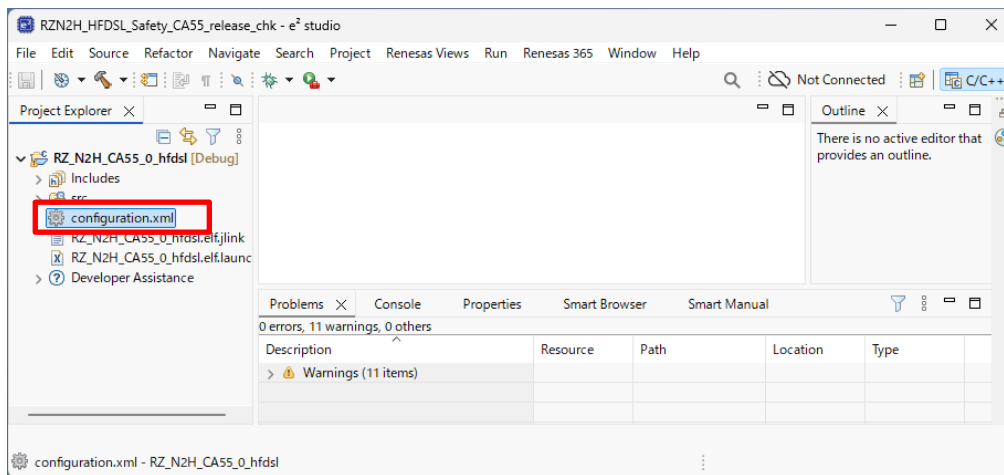 RZN2H_HFDSL_Safety_CA55_release_chk - e² studio
File Edit Source Refactor Navigate Search Project Renesas Views Run Renesas 365 Window Help
Not Connected
C/C++
Project Explorer
RZ_N2H_CA55_0_hfdsl [Debug]
Includes
src
configuration.xml
RZ_N2H_CA55_0_hfdsl.elf.jlink
RZ_N2H_CA55_0_hfdsl.elf.launc
Developer Assistance
Outline
There is no active editor that
provides an outline.
Problems Console Properties Smart Browser Smart Manual
0 errors, 11 warnings, 0 others
Description Resource Path Location Type
Warnings (11 items)
configuration.xml - RZ_N2H_CA55_0_hfdsl